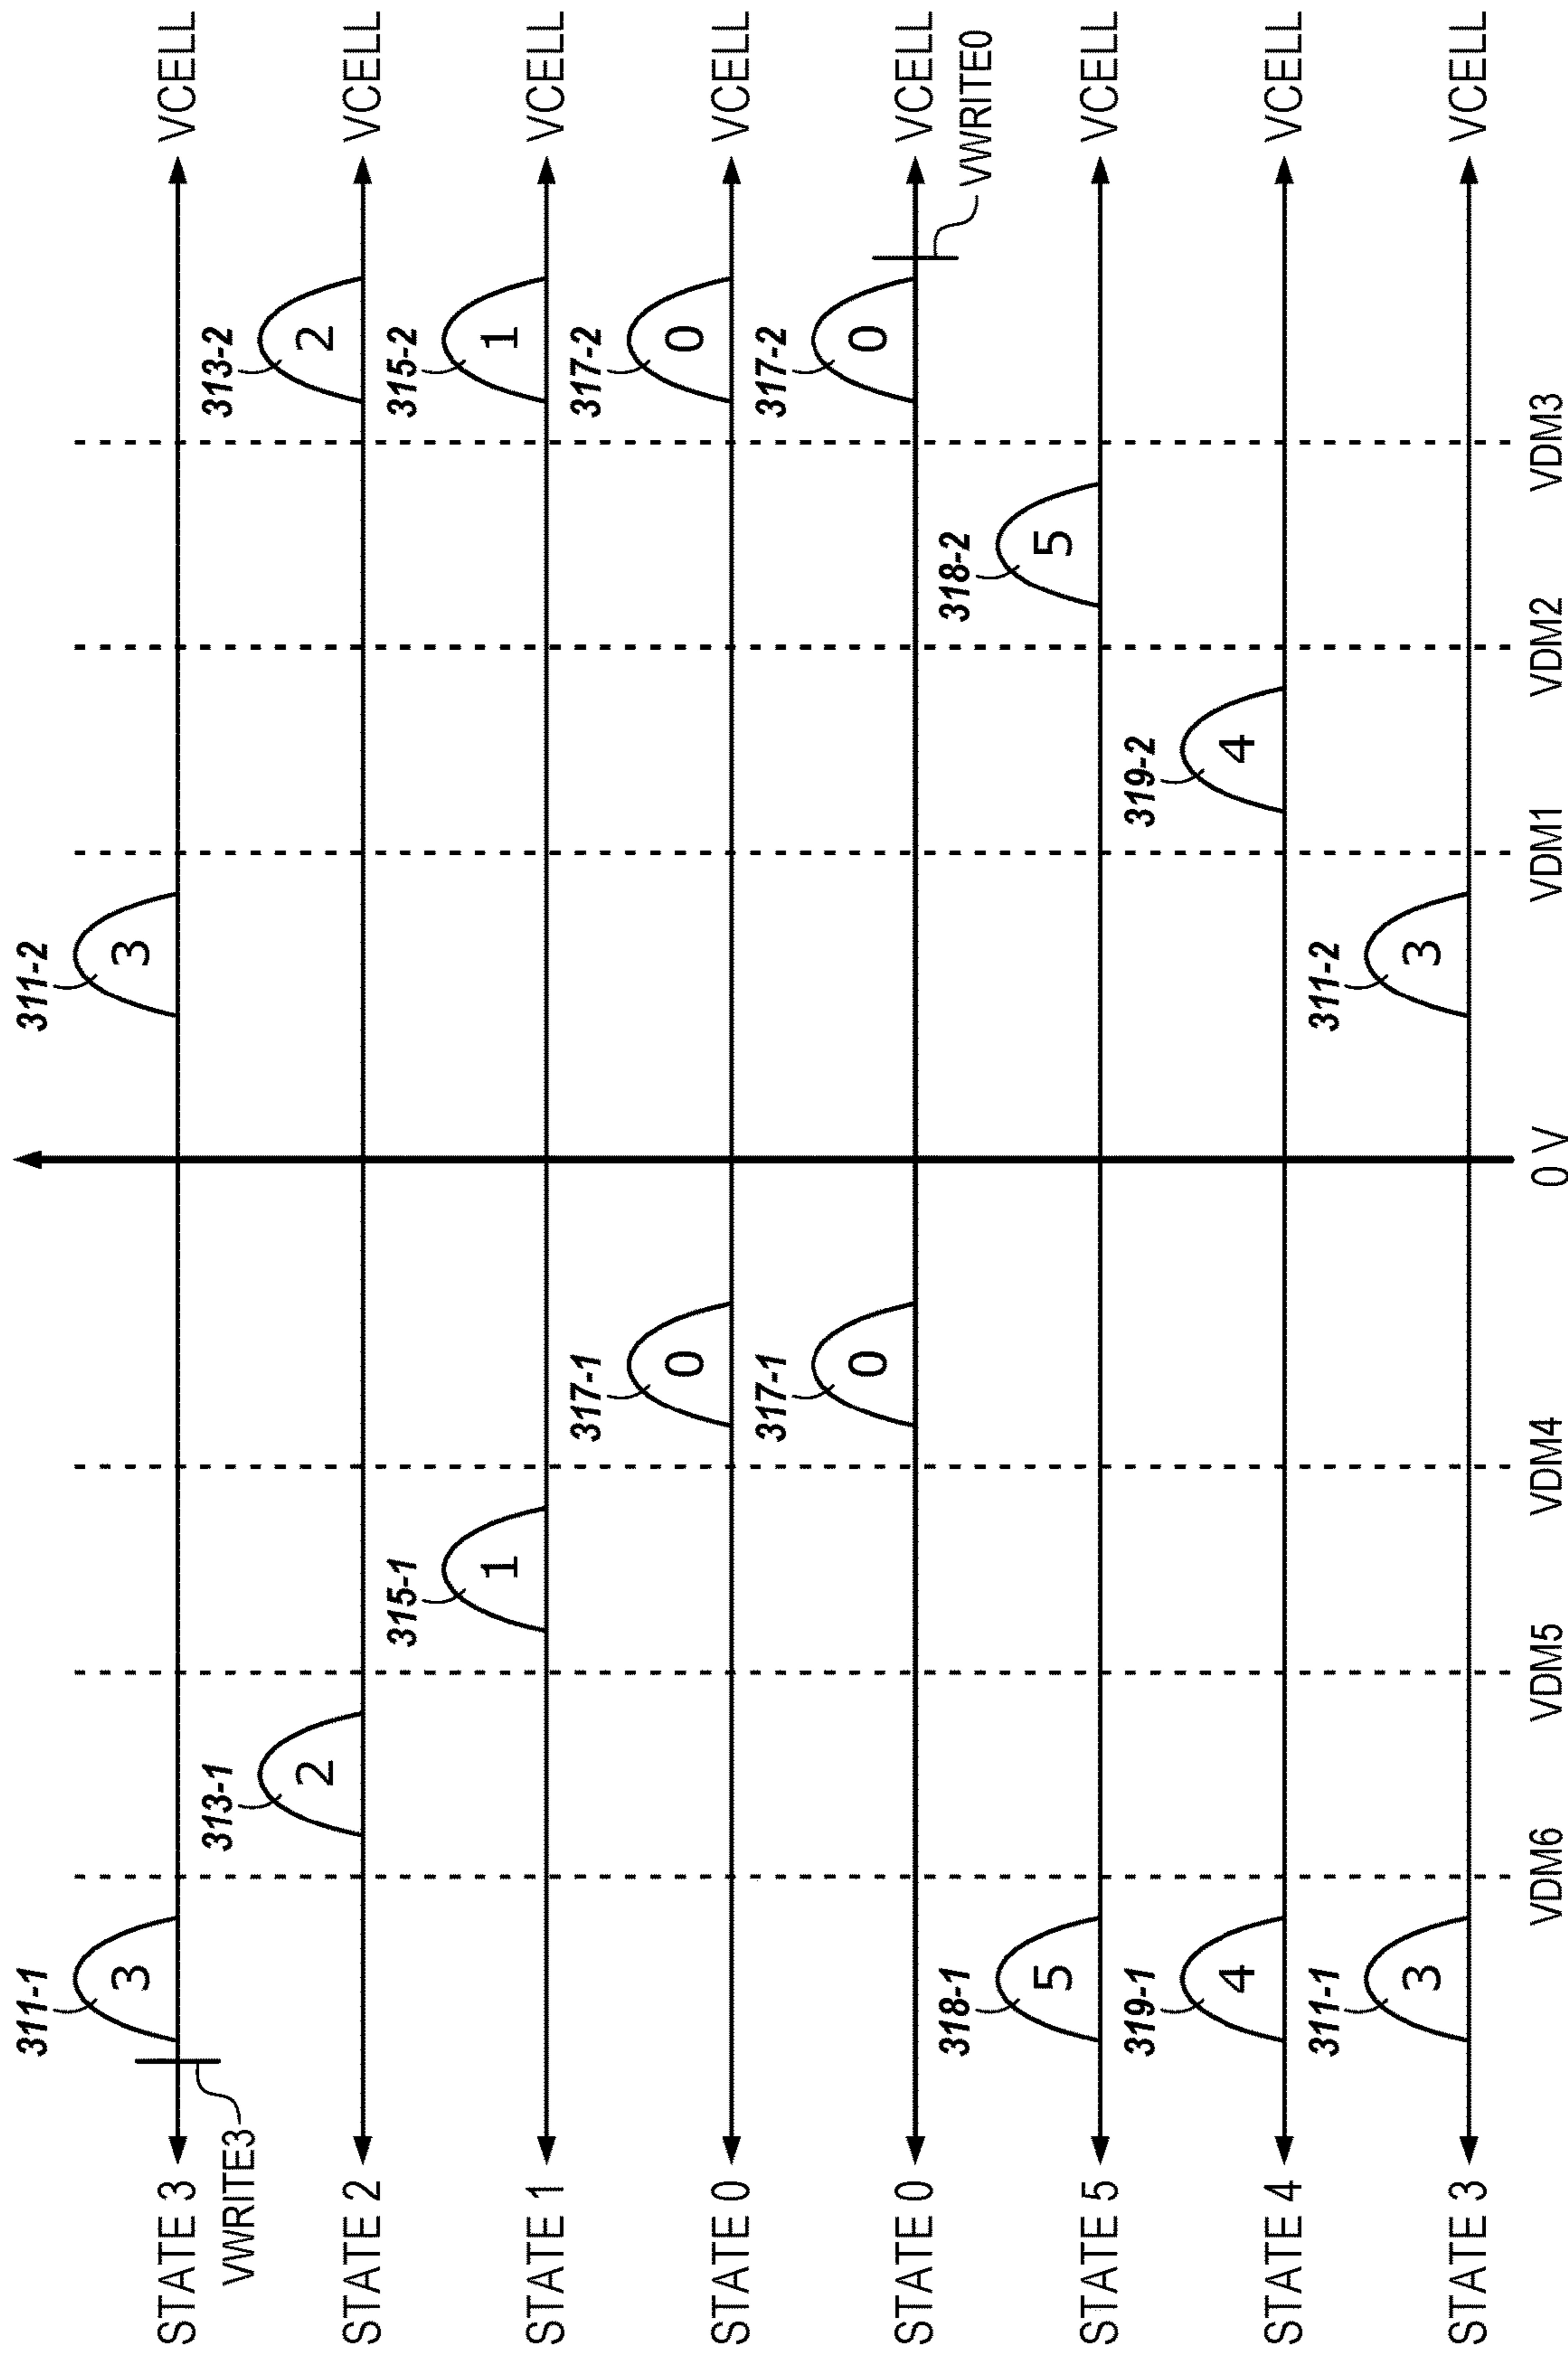 311-1 311-2
STATE 3 3 3 VCELL
VWRITE3
313-1 313-2
STATE 2 2 2 VCELL
315-1 315-2
STATE 1 1 1 VCELL
317-1 317-2
STATE 0 0 0 VCELL
317-1 317-2
STATE 0 0 0 VCELL
VWRITE0
318-1 318-2
STATE 5 5 5 VCELL
319-1 319-2
STATE 4 4 4 VCELL
311-1 311-2
STATE 3 3 3 VCELL
VDM6 VDM5 VDM4 0 V VDM1 VDM2 VDM3